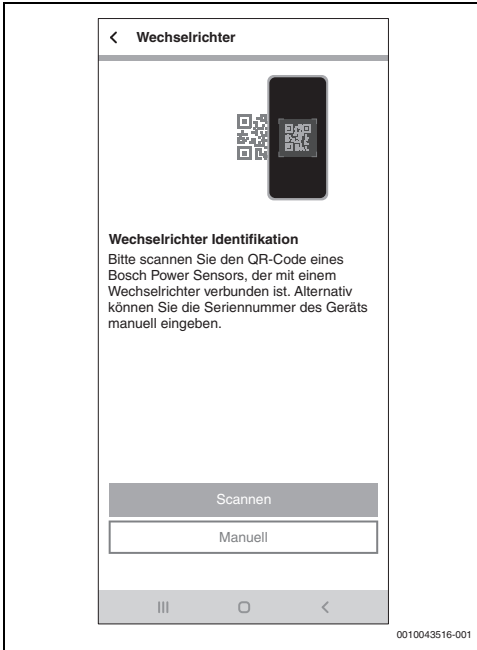 Wechselrichter
Wechselrichter Identifikation
Bitte scannen Sie den QR-Code eines
Bosch Power Sensors, der mit einem
Wechselrichter verbunden ist. Alternativ
können Sie die Seriennummer des Geräts
manuell eingeben.
Scannen
Manuell
0010043516-001